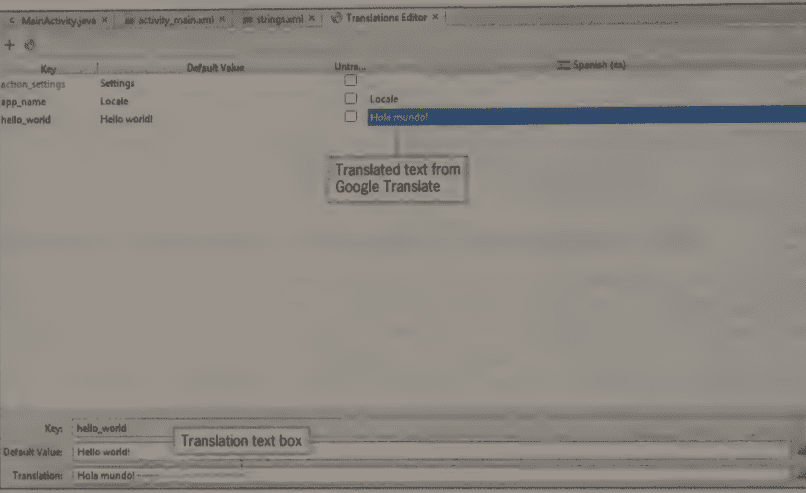 MainActivity.java × activity_main.xml × strings.xml × Translations Editor ×
Key Default Value Untra... Spanish (es)
action_settings Settings
app_name Locale Locale
hello_world Hello world! Hola mundo!
Translated text from
Google Translate
Key: hello_world
Translation text box
Default Value: Hello world!
Translation: Hola mundo!